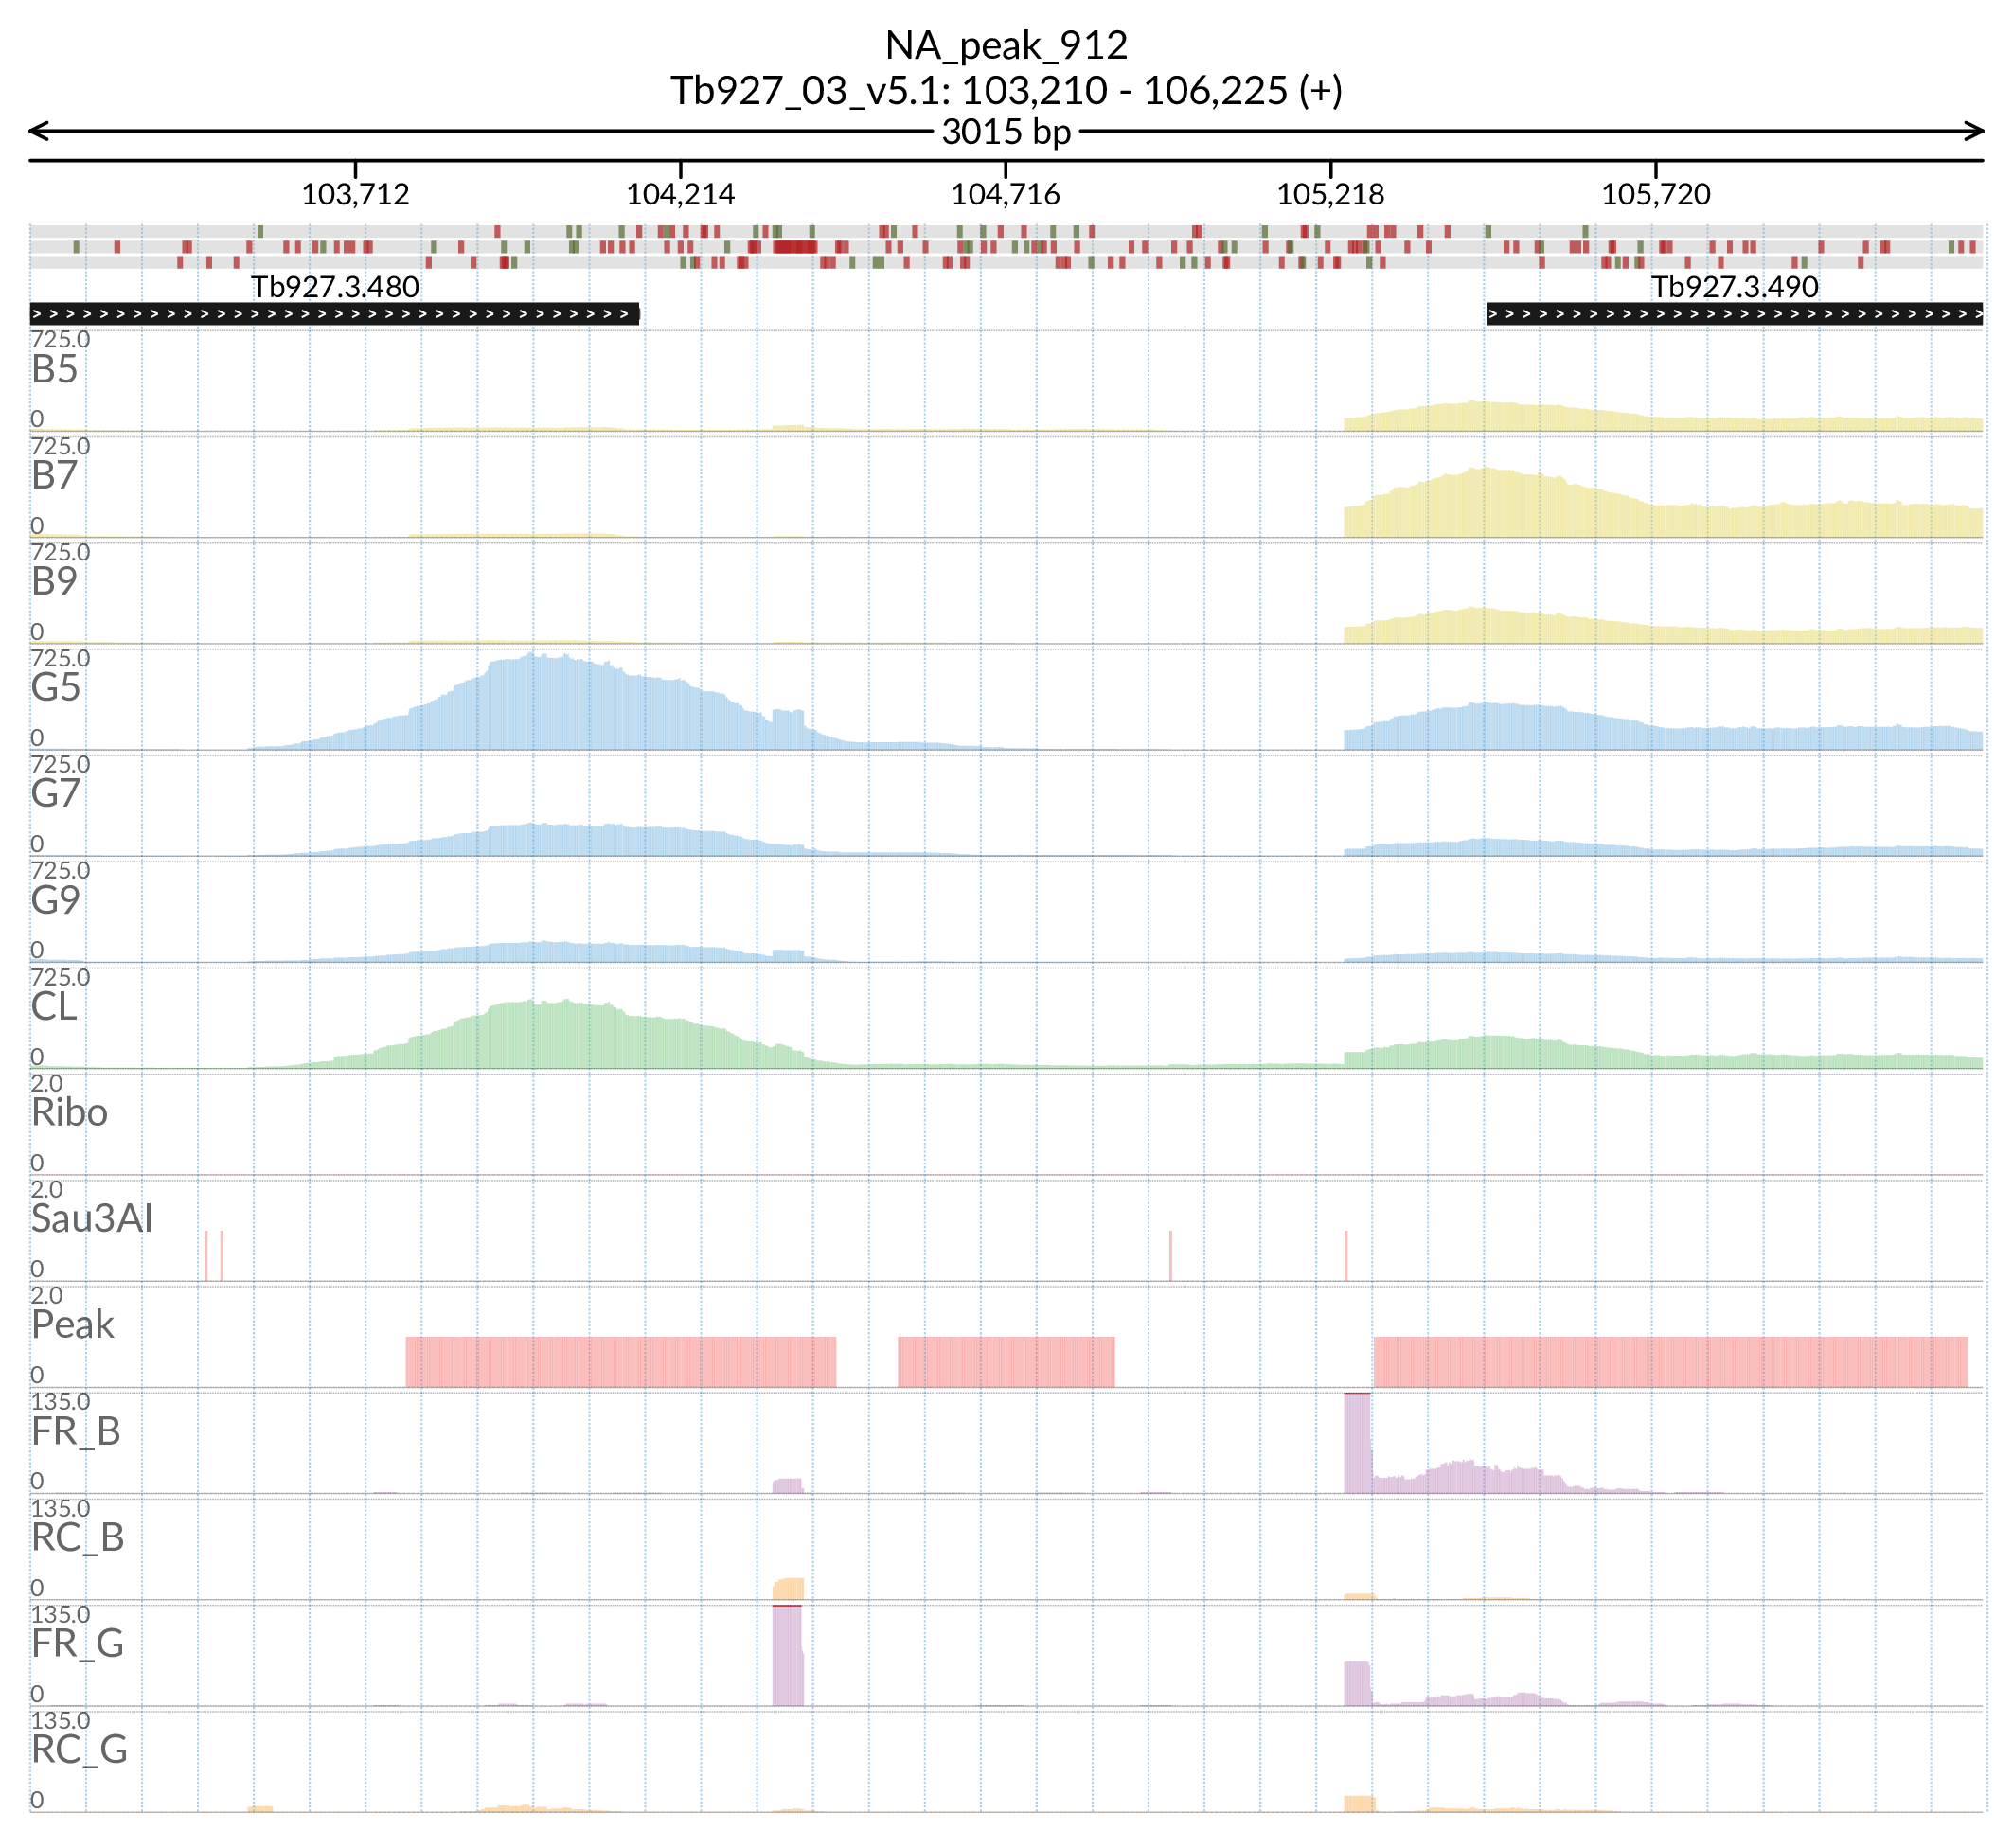 NA_peak_912
Tb927_03_v5.1: 103,210 - 106,225 (+)
3015 bp
103,712 104,214 104,716 105,218 105,720
Tb927.3.480 Tb927.3.490
725.0
B5
0
725.0
B7
0
725.0
B9
0
725.0
G5
0
725.0
G7
0
725.0
G9
0
725.0
CL
0
2.0
Ribo
0
2.0
Sau3AI
0
2.0
Peak
0
135.0
FR_B
0
135.0
RC_B
0
135.0
FR_G
0
135.0
RC_G
0